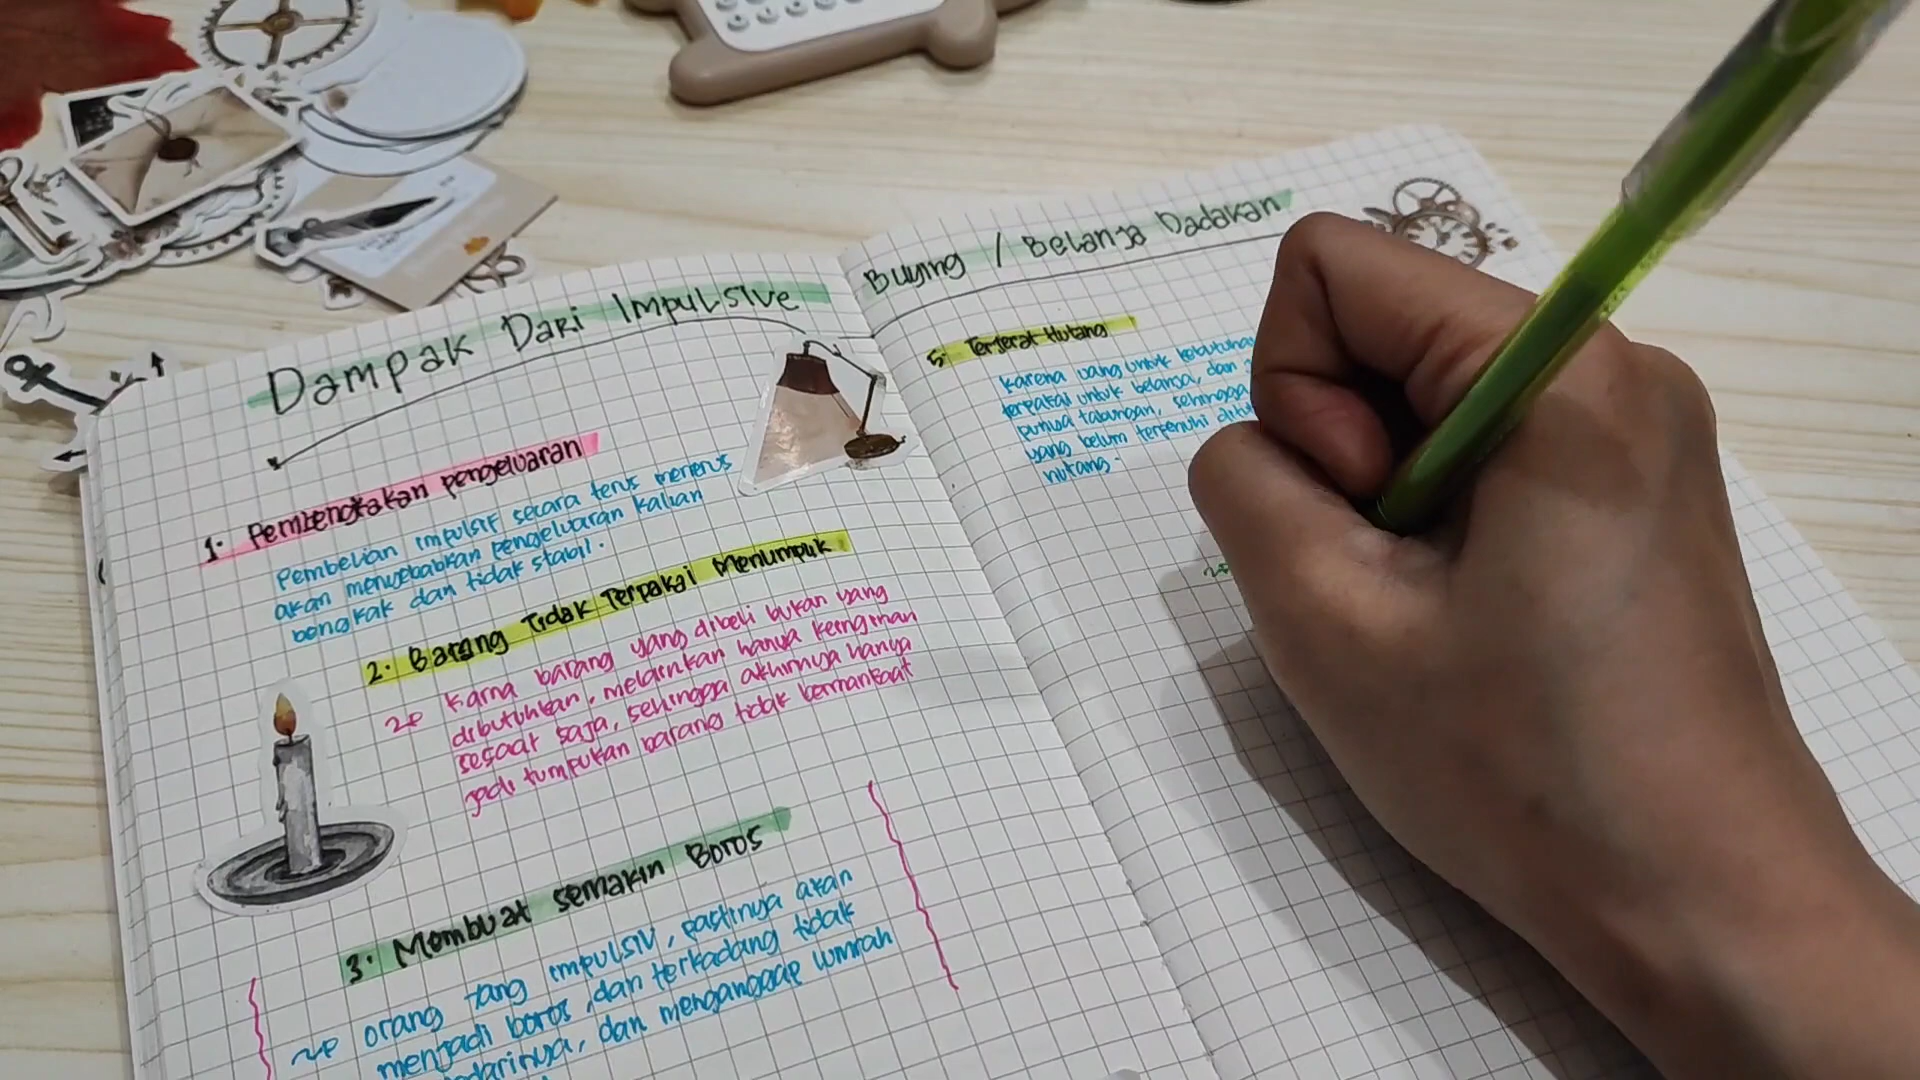 Dampak Dari Impulsive Buying / Belanja Dadakan
1. Pembengkakan pengeluaran
Pembelian impulsif secara terus menerus
akan menyebabkan pengeluaran kalian
bengkak dan tidak stabil.
2. Barang Tidak Terpakai Menumpuk
Karna barang yang dibeli bukan yang
dibutuhkan, melainkan hanya keinginan
sesaat saja, sehingga akhirnya hanya
jadi tumpukan barang tidak bermanfaat
3. Membuat semakin Boros
orang yang impulsiv, pastinya akan
menjadi boros, dan terkadang tidak
dan menganggap lumrah
5. Terjerat Hutang
Karena uang untuk kebutuhan
terpakai untuk belanja, dan
punya tabungan, sehingga
yang belum terpenuhi
hutang.